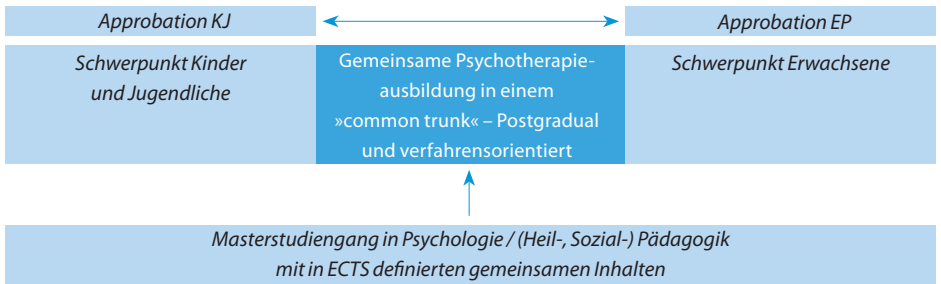 Approbation KJ
Approbation EP
Schwerpunkt Kinder
und Jugendliche
Gemeinsame Psychotherapie-
ausbildung in einem
»common trunk« – Postgradual
und verfahrensorientiert
Schwerpunkt Erwachsene
Masterstudiengang in Psychologie / (Heil-, Sozial-) Pädagogik
mit in ECTS definierten gemeinsamen Inhalten